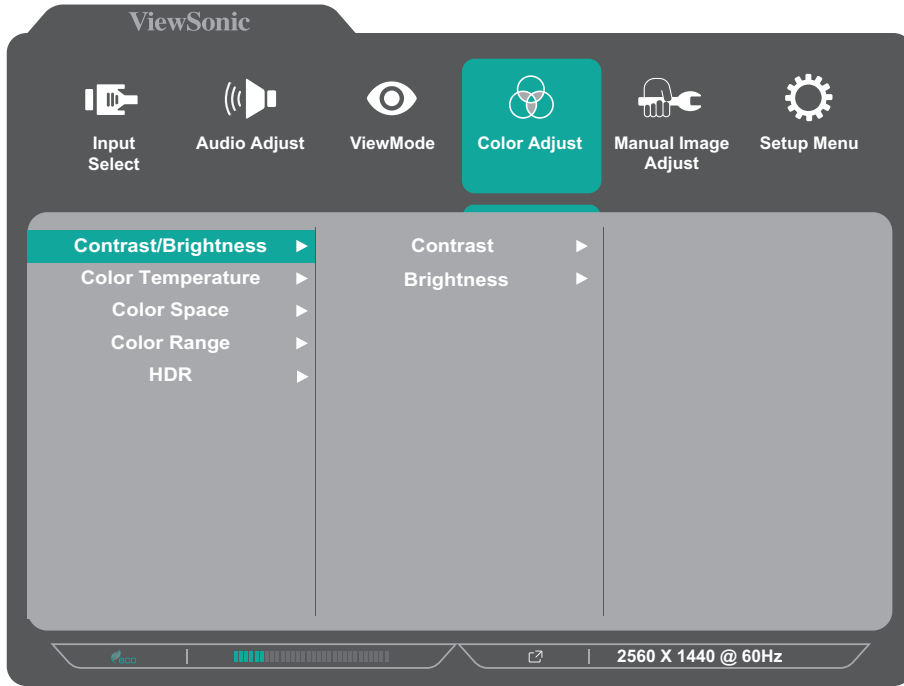 ViewSonic
Input
Select
Audio Adjust
ViewMode
Color Adjust
Manual Image
Adjust
Setup Menu
Contrast/Brightness
Color Temperature
Color Space
Color Range
HDR
Contrast
Brightness
eco
2560 X 1440 @ 60Hz